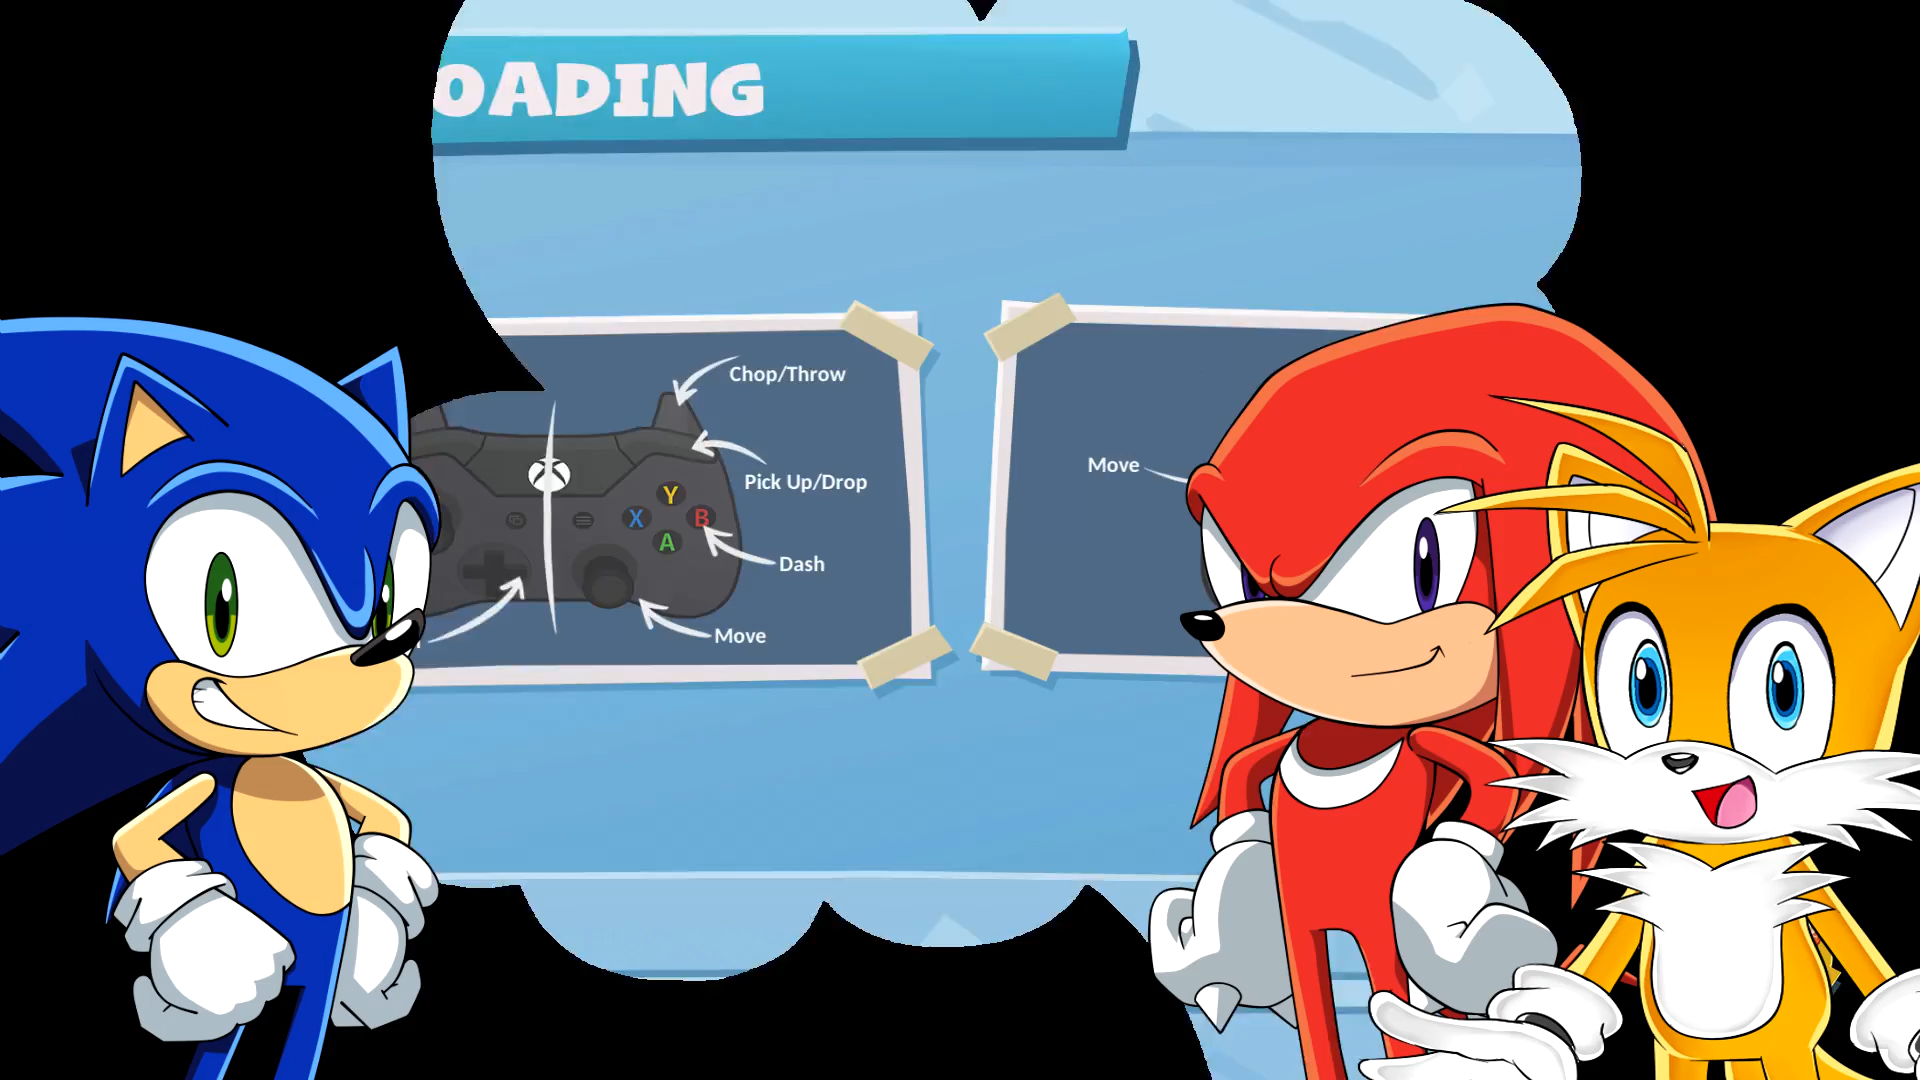 OADING
Chop/Throw
Pick Up/Drop
Y
X
B
A
Dash
Move
Move